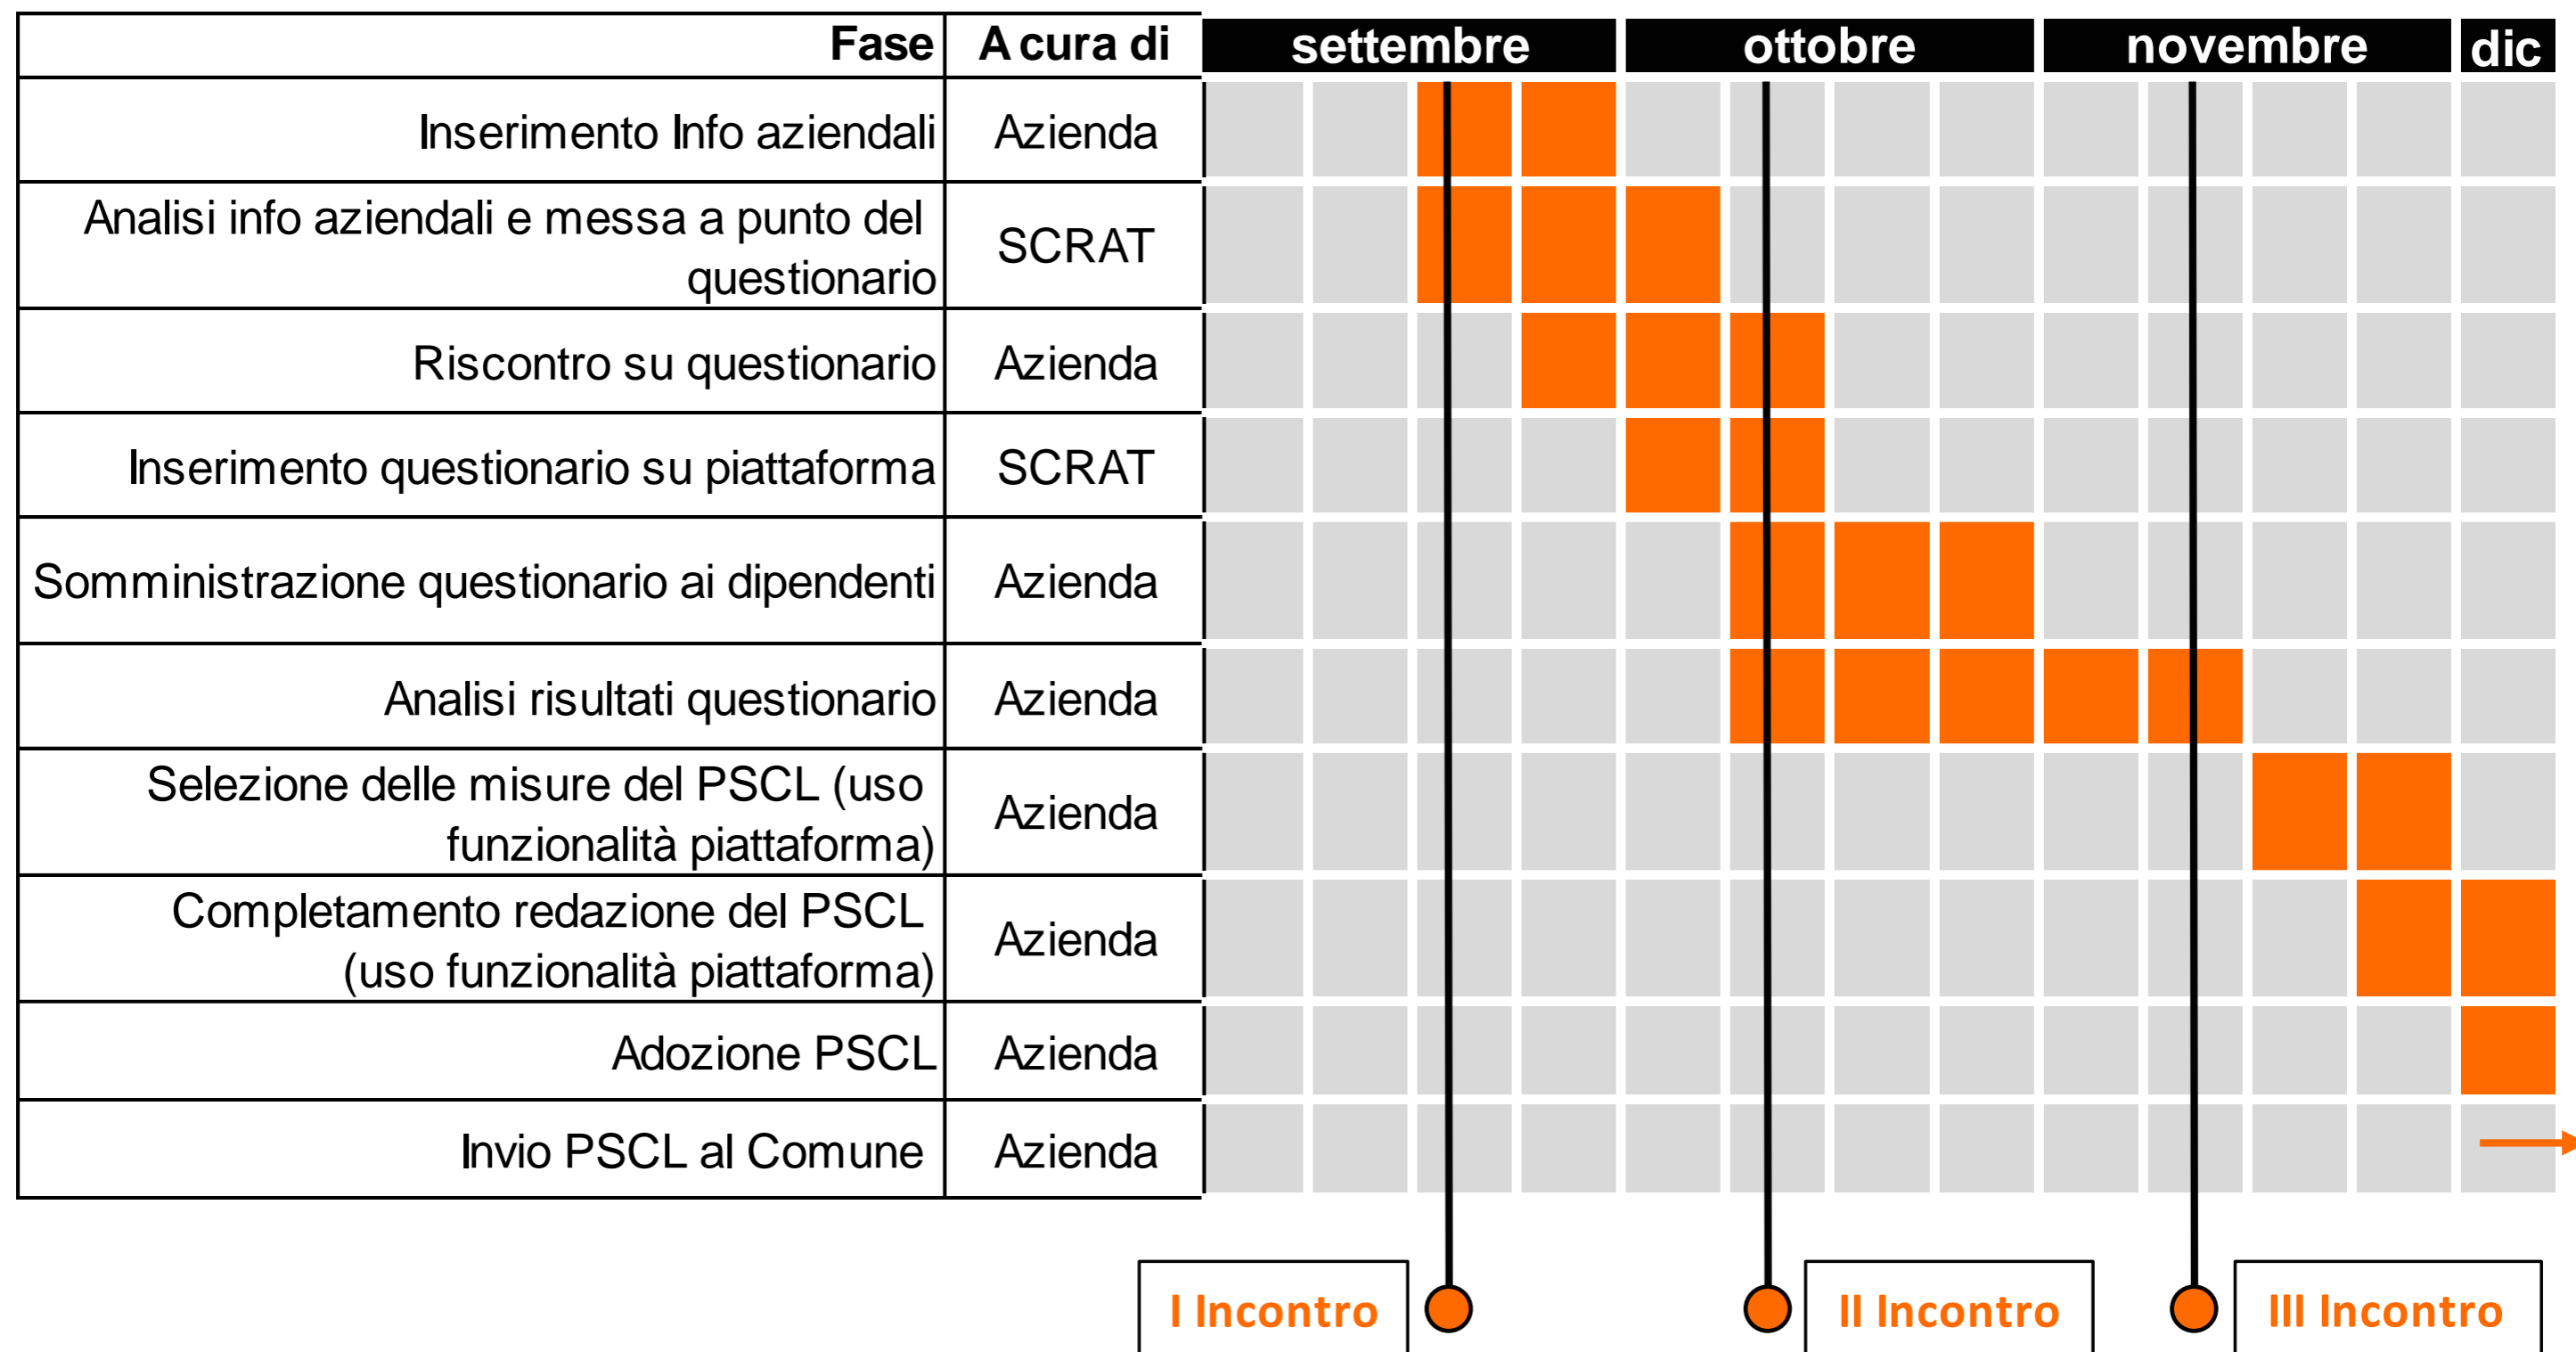 Fase A cura di settembre ottobre novembre dic
Inserimento Info aziendali Azienda
Analisi info aziendali e messa a punto del
questionario
SCRAT
Riscontro su questionario Azienda
Inserimento questionario su piattaforma SCRAT
Somministrazione questionario ai dipendenti Azienda
Analisi risultati questionario Azienda
Selezione delle misure del PSCL (uso
funzionalità piattaforma)
Azienda
Completamento redazione del PSCL
(uso funzionalità piattaforma)
Azienda
Adozione PSCL Azienda
Invio PSCL al Comune Azienda
I Incontro II Incontro III Incontro